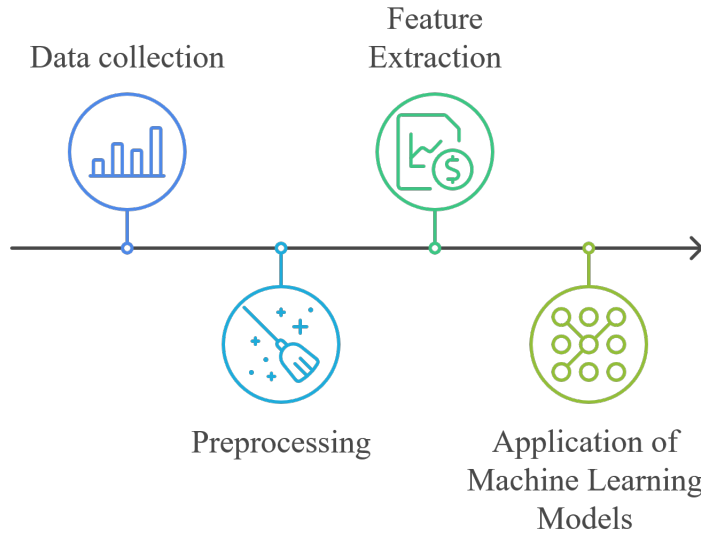 Data collection
Feature
Extraction
$
Preprocessing
Application of
Machine Learning
Models